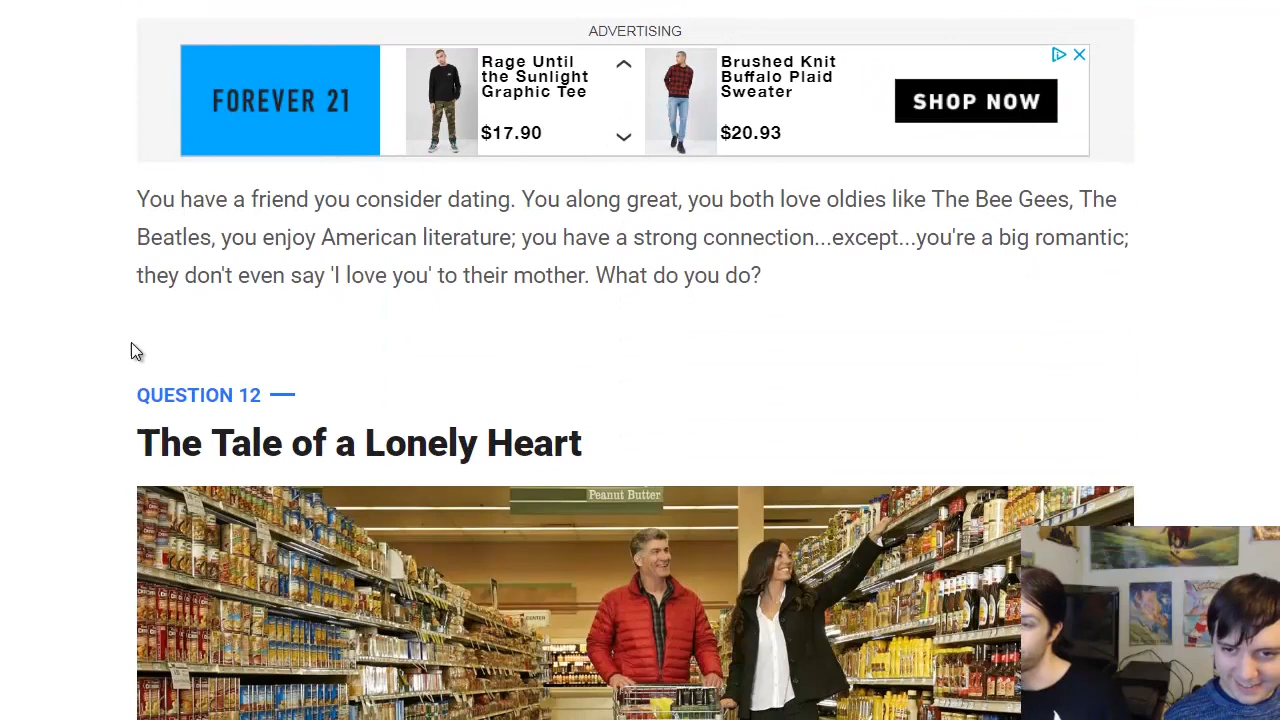 ADVERTISING
FOREVER 21
Rage Until
the Sunlight
Graphic Tee
$17.90
Brushed Knit
Buffalo Plaid
Sweater
$20.93
SHOP NOW
You have a friend you consider dating. You along great, you both love oldies like The Bee Gees, The
Beatles, you enjoy American literature; you have a strong connection...except...you're a big romantic;
they don't even say 'I love you' to their mother. What do you do?
QUESTION 12
The Tale of a Lonely Heart
Peanut Butter